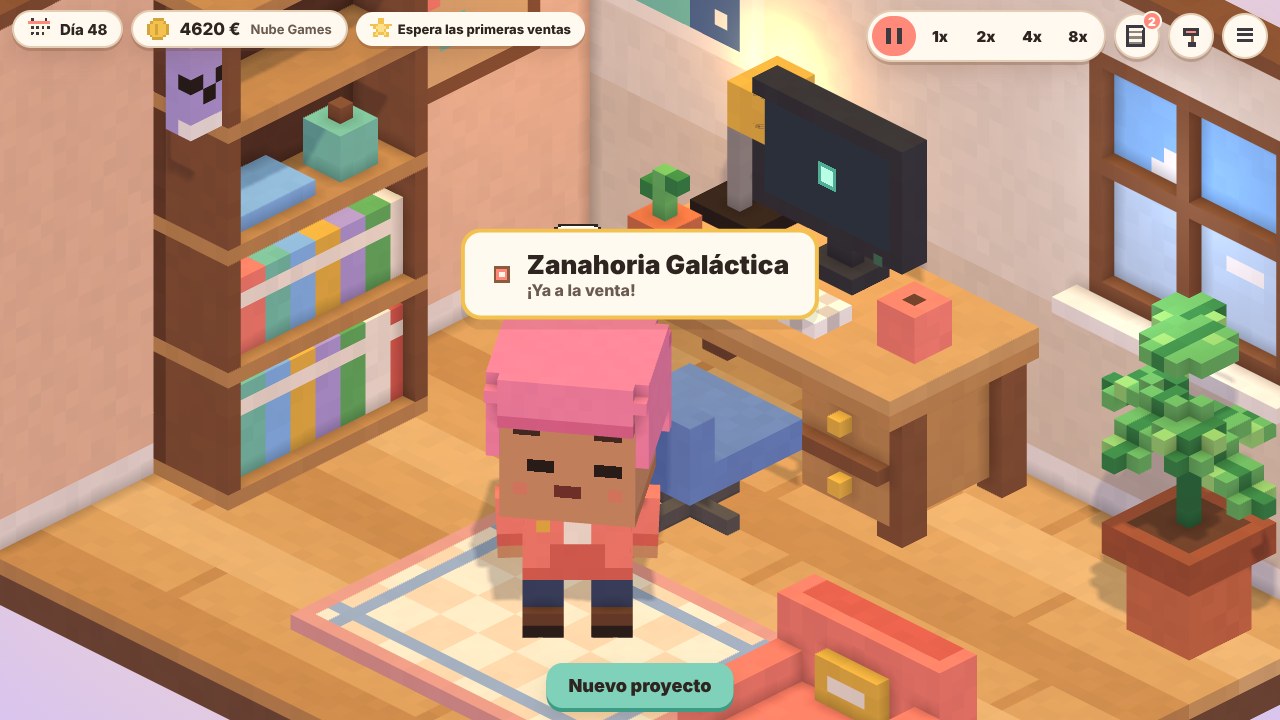 Día 48
4620 € Nube Games
Espera las primeras ventas
1x 2x 4x 8x
2
Zanahoria Galáctica
¡Ya a la venta!
Nuevo proyecto